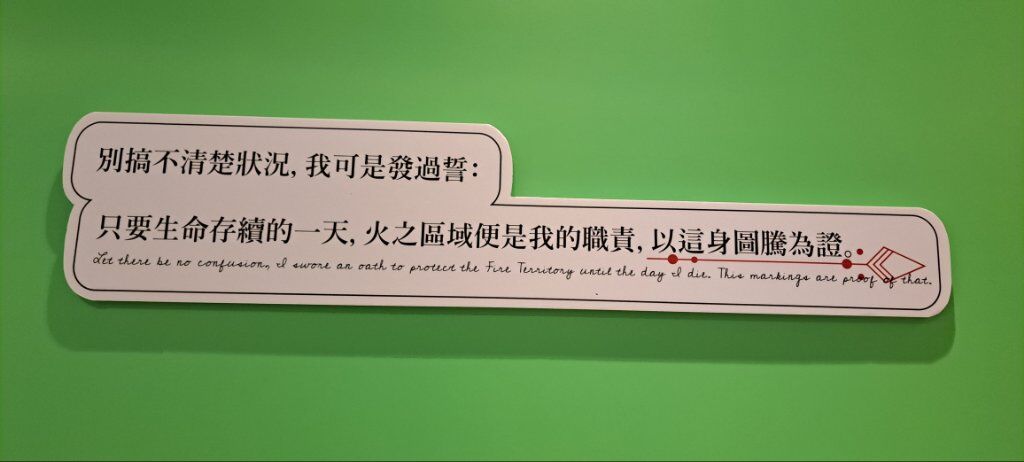 別搞不清楚狀況，我可是發過誓：
只要生命存續的一天，火之區域便是我的職責，以這身圖騰為證。
Let there be no confusion, I swore an oath to protect the Fire Territory until the day I die. This markings are proof of that.